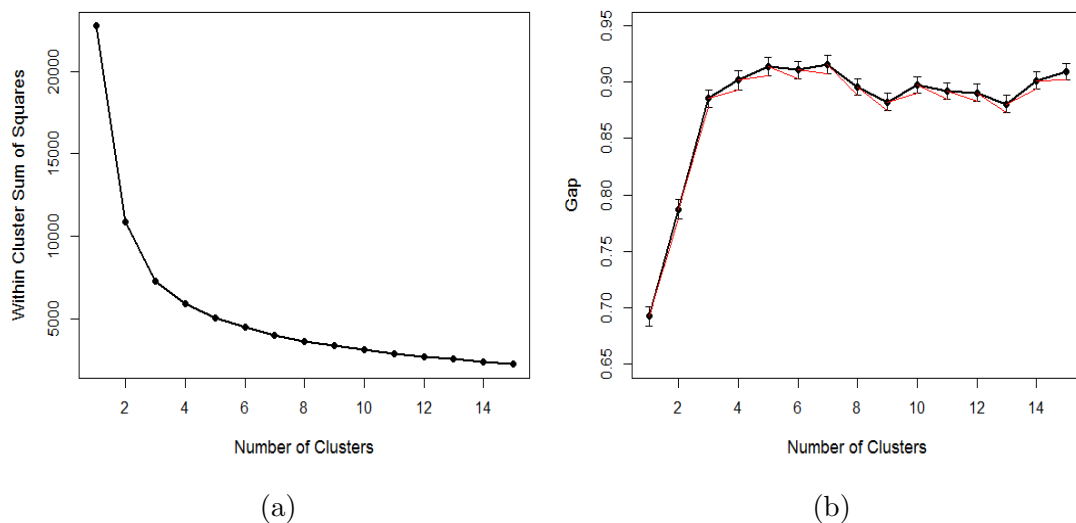 Within Cluster Sum of Squares
20000
15000
10000
5000
2 4 6 8 10 12 14
Number of Clusters
(a)
Gap
0.95
0.90
0.85
0.80
0.75
0.70
0.65
2 4 6 8 10 12 14
Number of Clusters
(b)